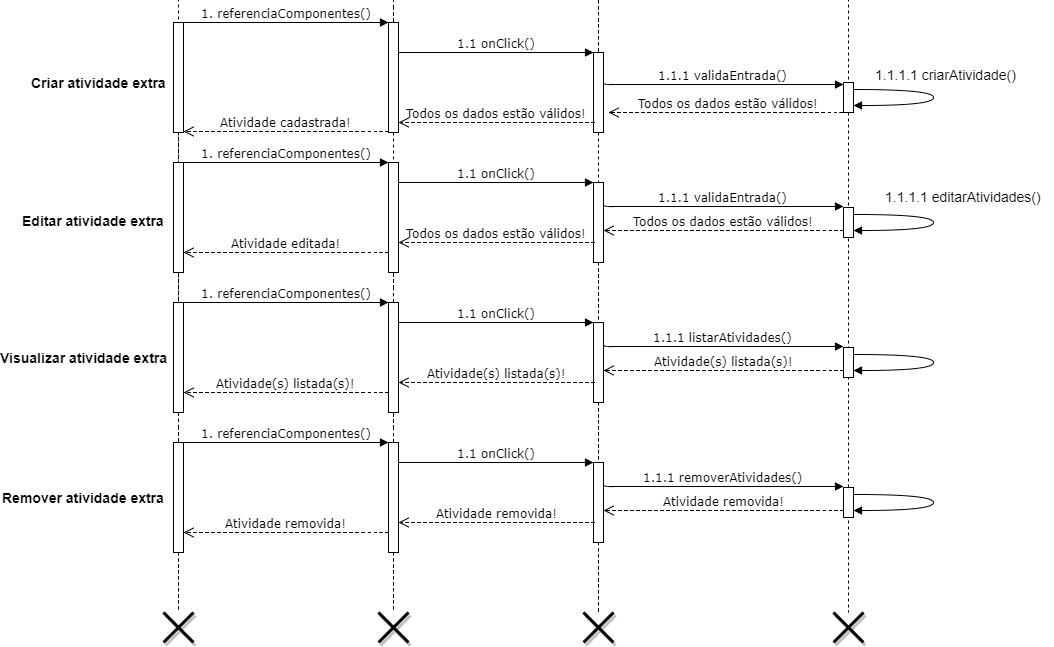 1. referenciaComponentes()
1.1 onClick()
1.1.1 validaEntrada()
1.1.1.1 criarAtividade()
Criar atividade extra
Todos os dados estão válidos!
Todos os dados estão válidos!
Atividade cadastrada!
1. referenciaComponentes()
1.1 onClick()
1.1.1 validaEntrada()
1.1.1.1 editarAtividades()
Editar atividade extra
Todos os dados estão válidos!
Todos os dados estão válidos!
Atividade editada!
1. referenciaComponentes()
1.1 onClick()
1.1.1 listarAtividades()
Visualizar atividade extra
Atividade(s) listada(s)!
Atividade(s) listada(s)!
Atividade(s) listada(s)!
1. referenciaComponentes()
1.1 onClick()
1.1.1 removerAtividades()
Remover atividade extra
Atividade removida!
Atividade removida!
Atividade removida!